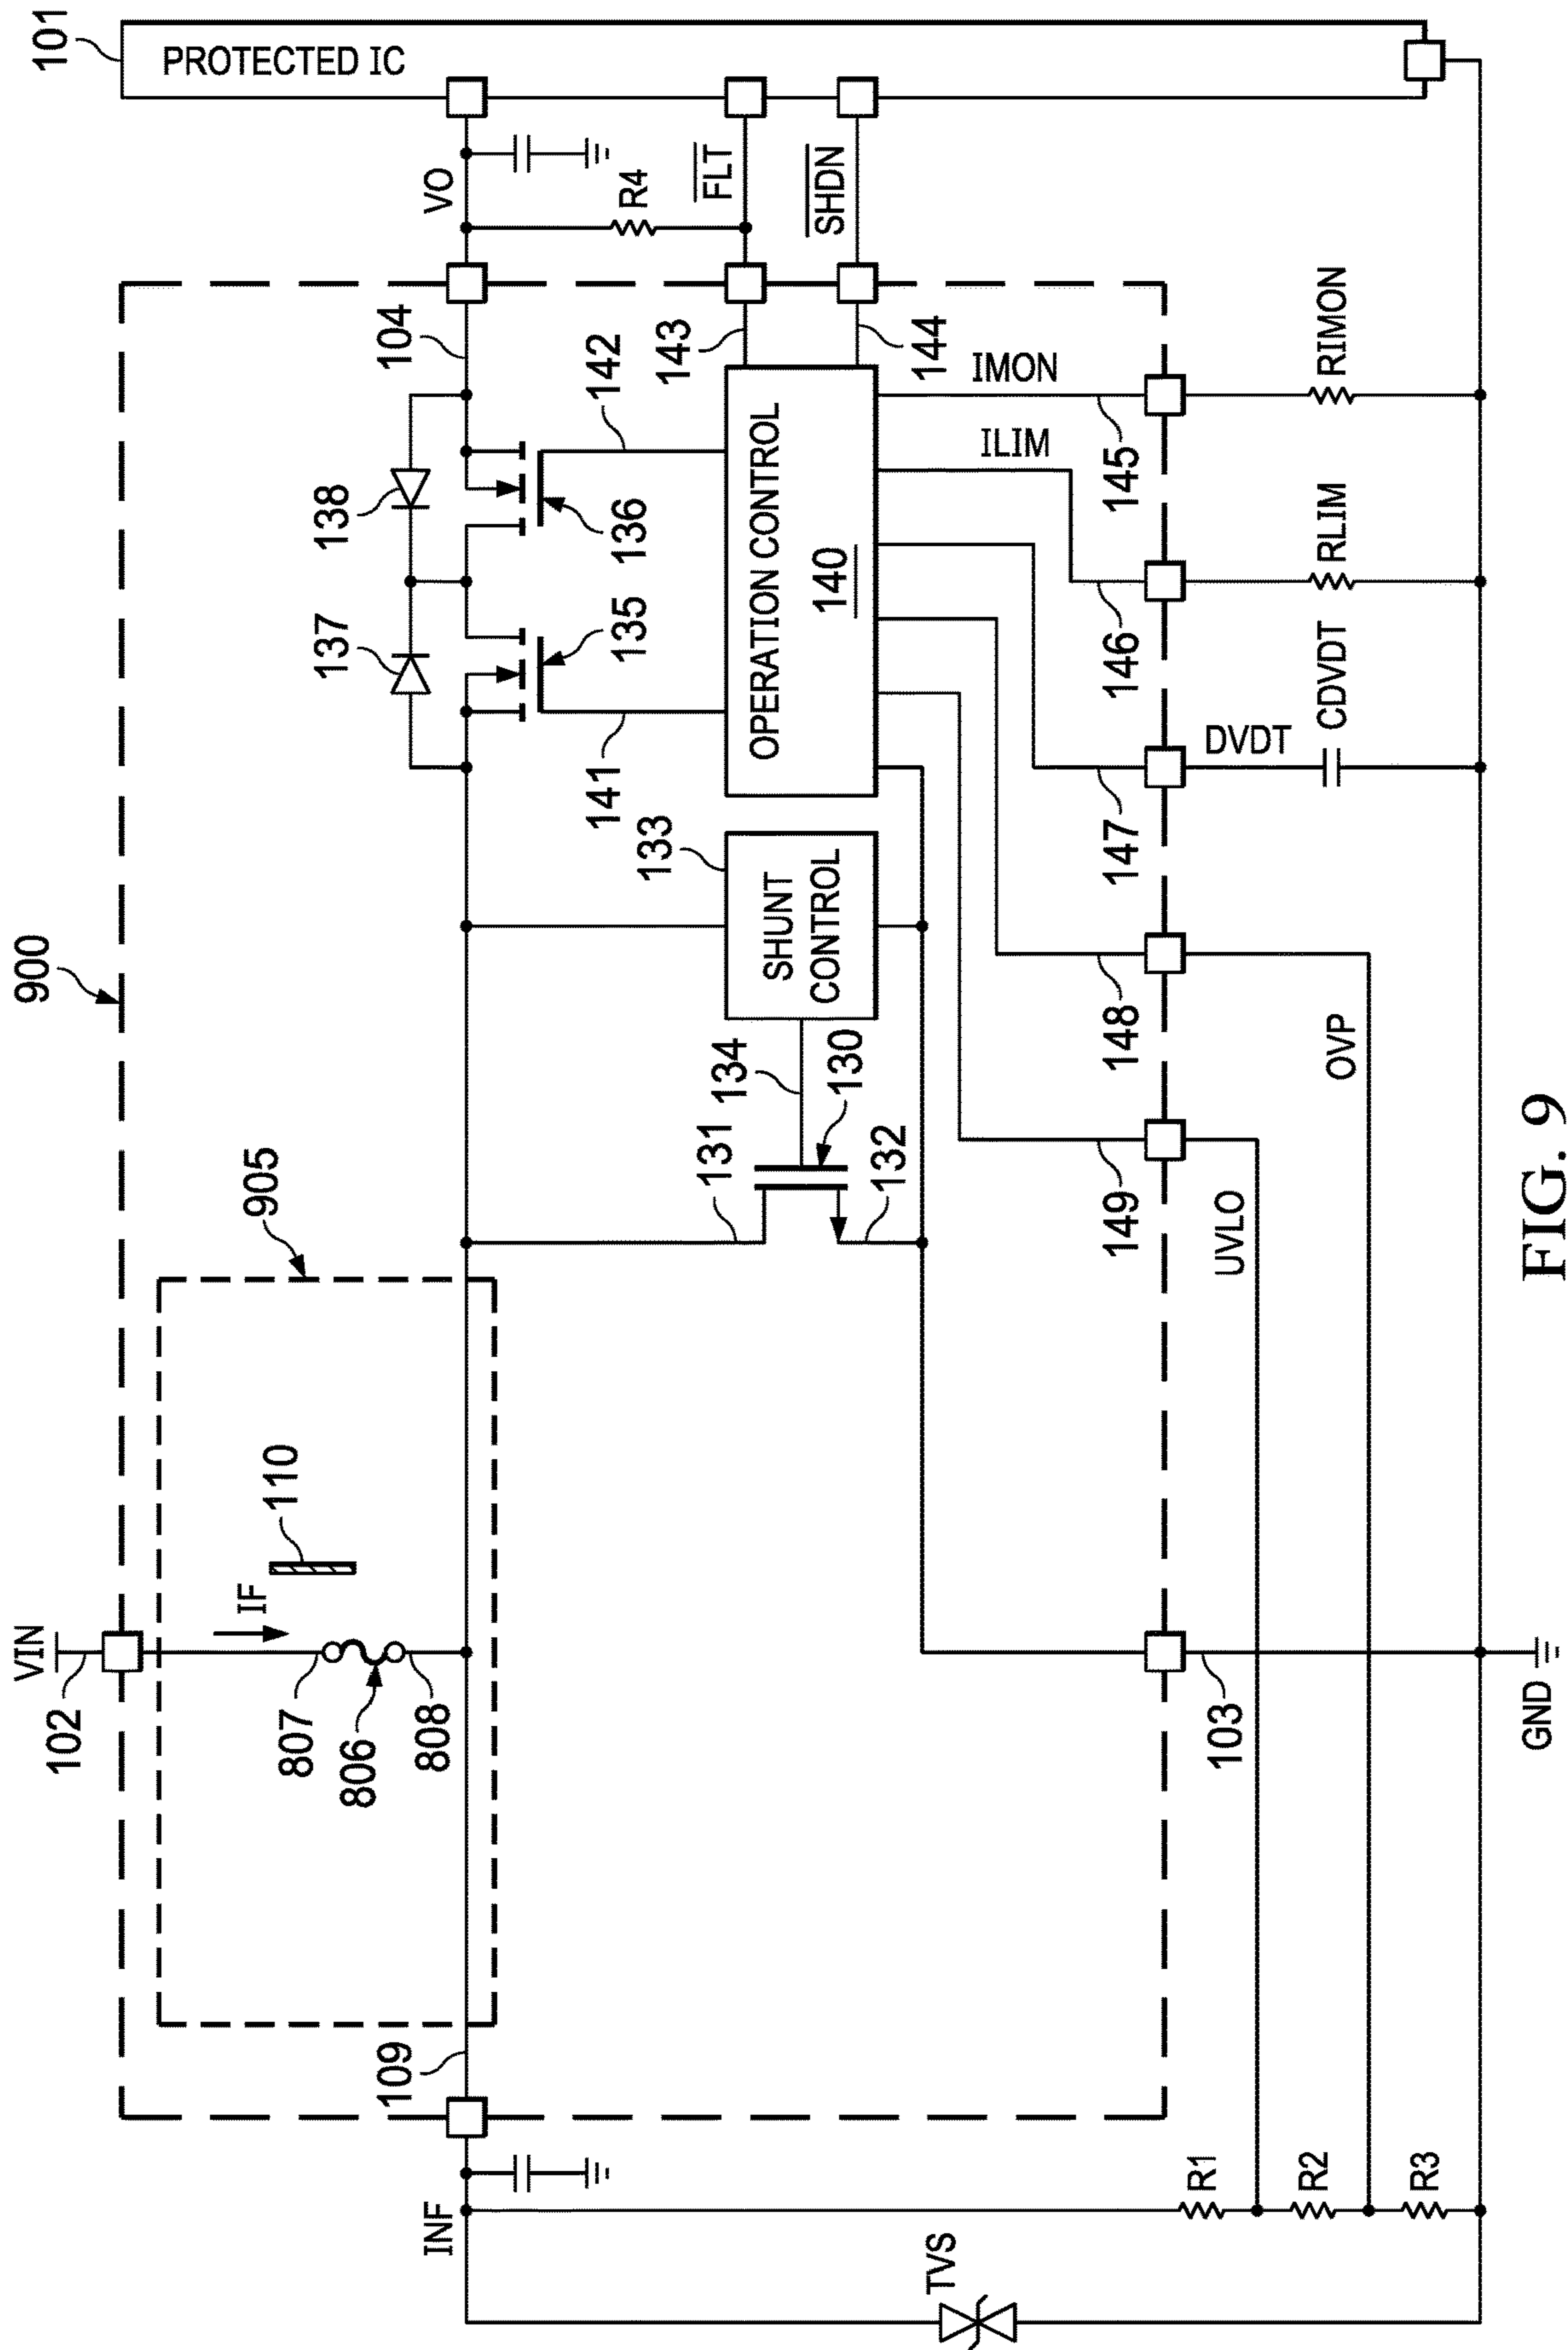 900
101
VIN
102
905
PROTECTED IC
110
IF
807
806
808
137
138
109
104
VO
INF
135
136
141
142
R4
131
134
130
132
133
SHUNT
CONTROL
OPERATION CONTROL
140
143
FLT
144
SHDN
TVS
149
148
147
146
145
ILIM
IMON
103
UVLO
OVP
DVDT
CDVDT
RLIM
RIMON
R1
R2
R3
GND
FIG. 9